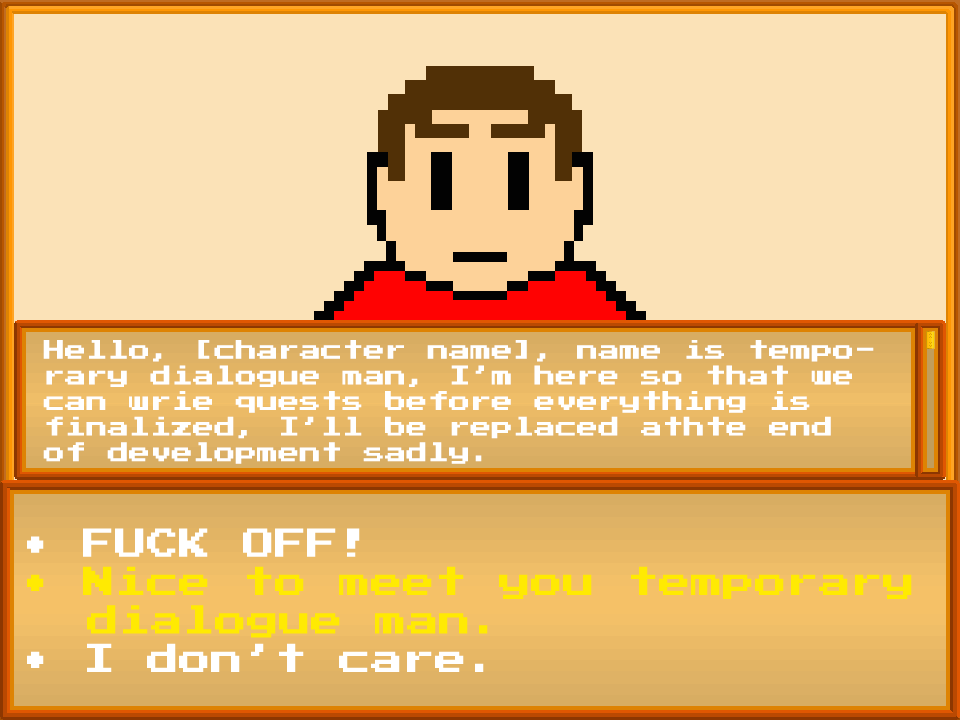 Hello, [character name], name is tempo-
rary dialogue man, I'm here so that we
can wrie quests before everything is
finalized, I'll be replaced athte end
of development sadly.
• FUCK OFF!
• Nice to meet you temporary
dialogue man.
• I don't care.